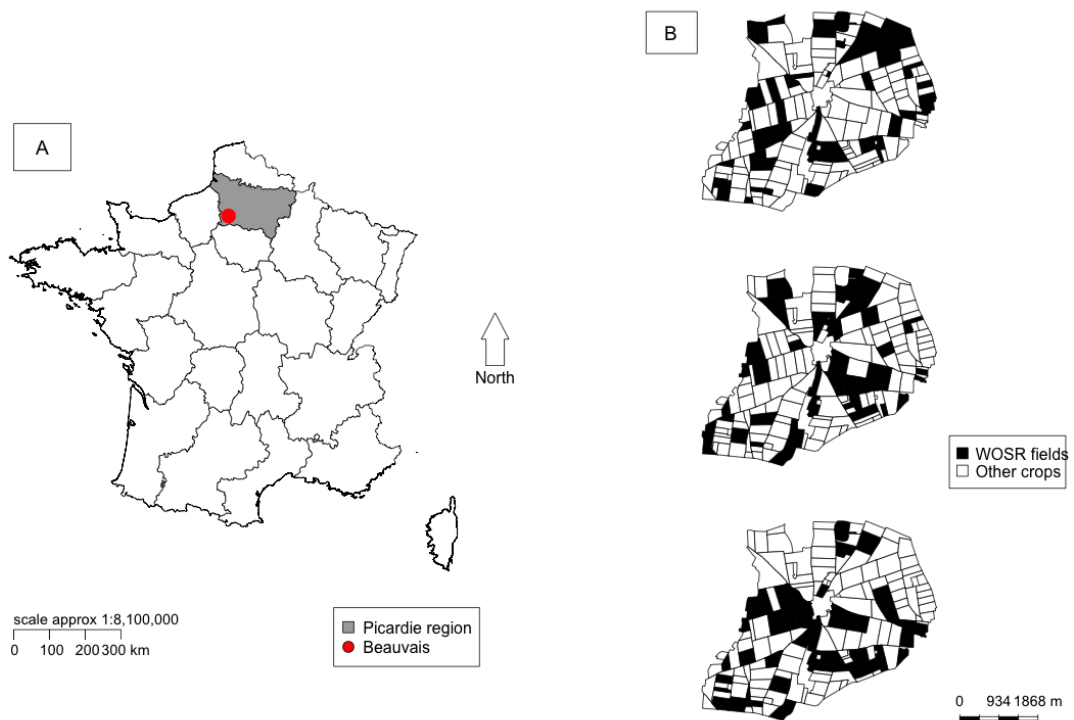 A
B
North
scale approx 1:8,100,000
0 100 200 300 km
Picardie region
Beauvais
WOSR fields
Other crops
0 934 1868 m